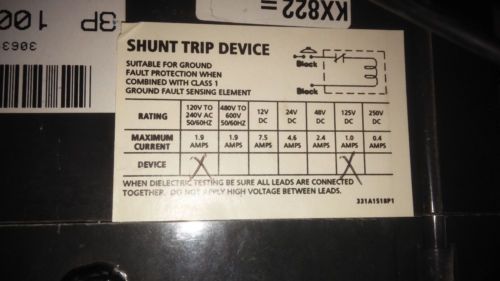 KX822=
3P 100
3063
SHUNT TRIP DEVICE
SUITABLE FOR GROUND
FAULT PROTECTION WHEN
COMBINED WITH CLASS 1
GROUND FAULT SENSING ELEMENT
Black
Black
RATING 120V TO 240V AC 50/60HZ 480V TO 600V 50/60HZ 12V DC 24V DC 48V DC 125V DC 250V DC
MAXIMUM CURRENT 1.9 AMPS 1.9 AMPS 7.5 AMPS 4.6 AMPS 2.4 AMPS 1.0 AMPS 0.4 AMPS
DEVICE X X
WHEN DIELECTRIC TESTING BE SURE ALL LEADS ARE CONNECTED
TOGETHER. DO NOT APPLY HIGH VOLTAGE BETWEEN LEADS.
331A1518P1